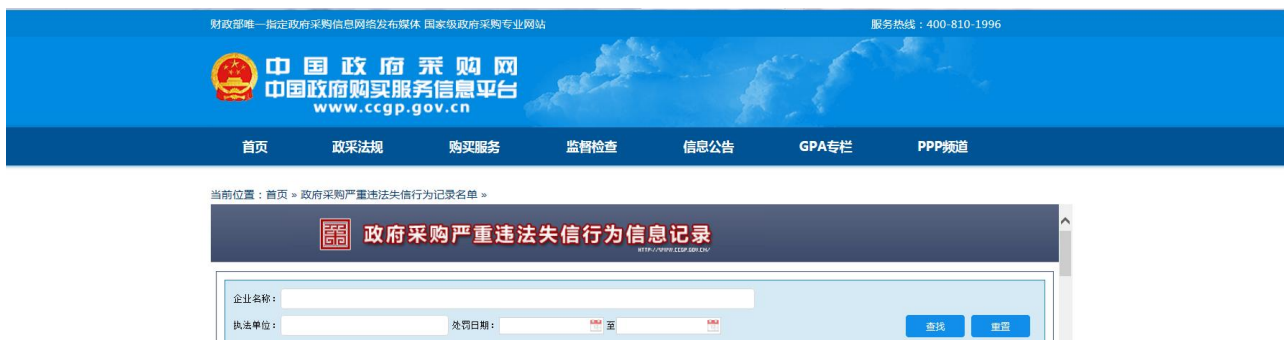 财政部唯一指定政府采购信息网络发布媒体 国家级政府采购专业网站
服务热线：400-810-1996
中国政府采购网
中国政府购买服务信息平台
www.ccgp.gov.cn
首页 政采法规 购买服务 监督检查 信息公告 GPA专栏 PPP频道
当前位置：首页 » 政府采购严重违法失信行为记录名单 »
政府采购严重违法失信行为信息记录
HTTP://WWW.CCGP.GOV.CN/
企业名称：
执法单位： 处罚日期： 至 查找 重置